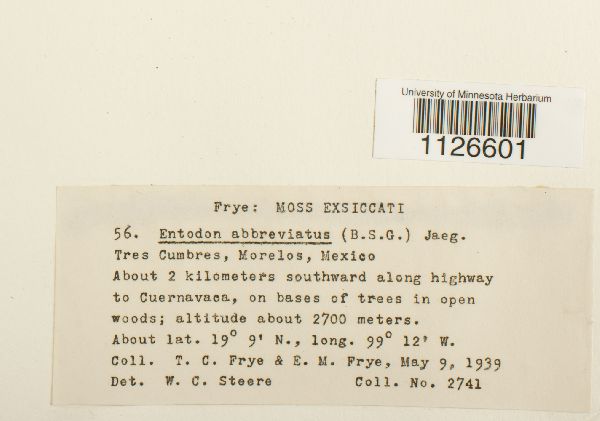 University of Minnesota Herbarium
1126601
Frye: MOSS EXSICCATI
56. Entodon abbreviatus (B.S.G.) Jaeg.
Tres Cumbres, Morelos, Mexico
About 2 kilometers southward along highway
to Cuernavaca, on bases of trees in open
woods; altitude about 2700 meters.
About lat. 19° 9' N., long. 99° 12' W.
Coll. T. C. Frye & E. M. Frye, May 9, 1939
Det. W. C. Steere Coll. No. 2741